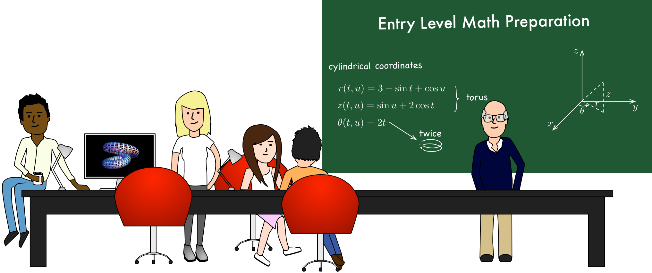 Entry Level Math Preparation
cylindrical coordinates
r(t, u) = 3 − sin t + cos u
z(t, u) = sin u + 2 cos t
torus
θ(t, u) = 2t
twice
z
z
y
x
θ
r